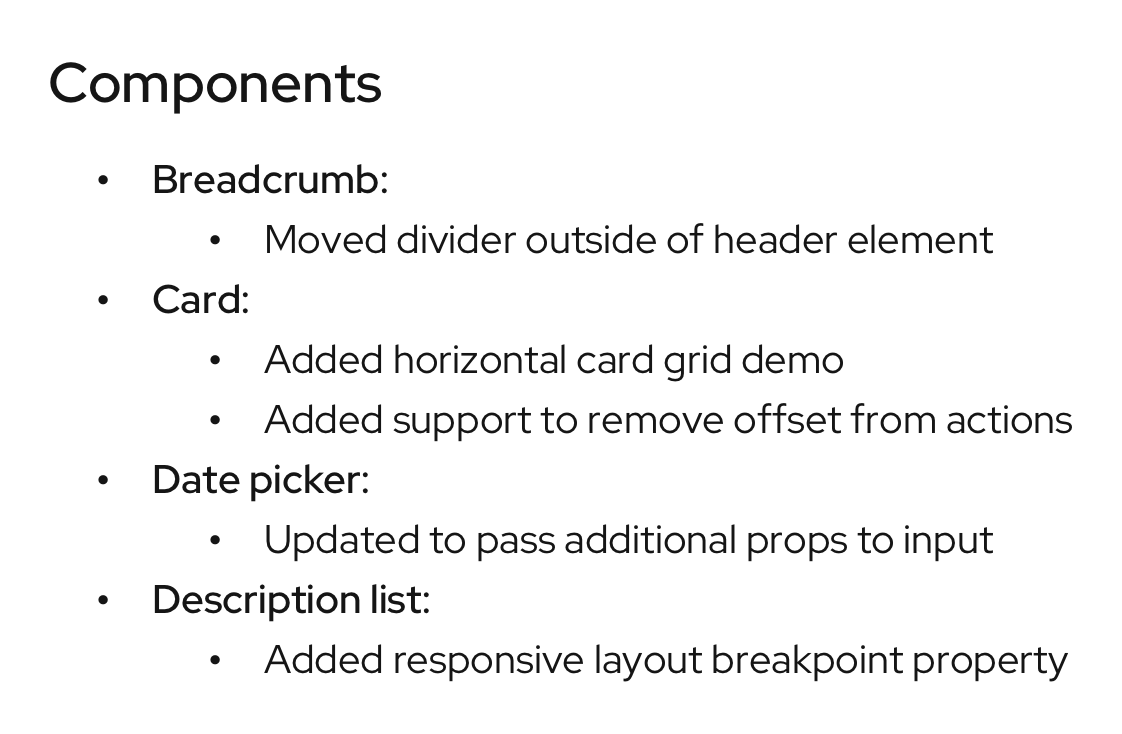 Components
• Breadcrumb:
• Moved divider outside of header element
• Card:
• Added horizontal card grid demo
• Added support to remove offset from actions
• Date picker:
• Updated to pass additional props to input
• Description list:
• Added responsive layout breakpoint property